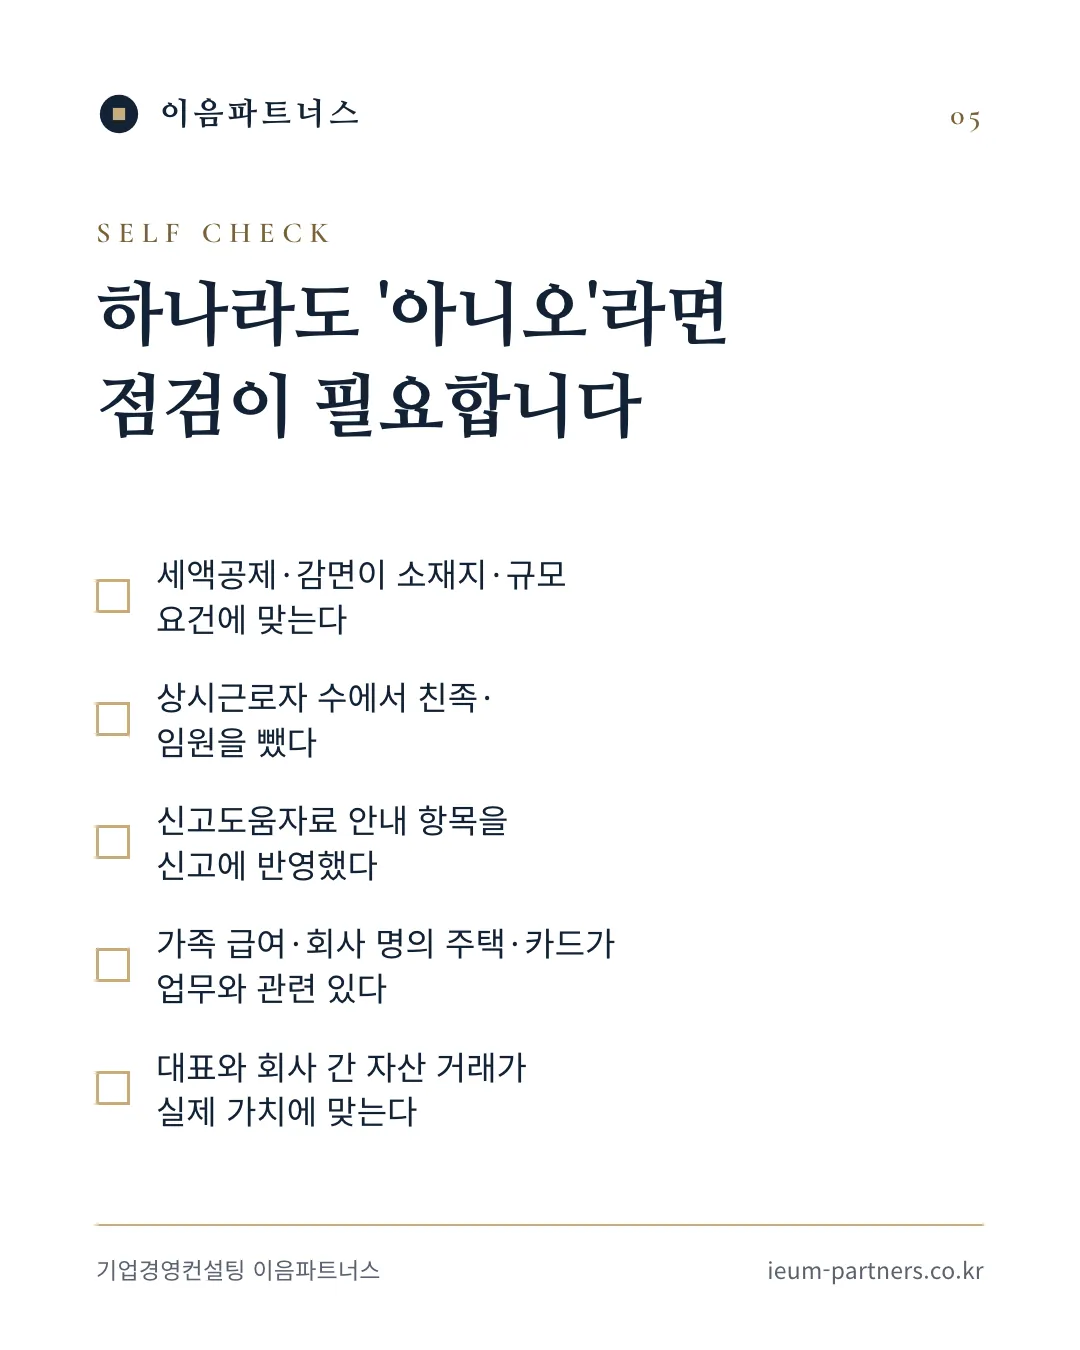 이음파트너스
05
SELF CHECK
하나라도 '아니오'라면
점검이 필요합니다
세액공제·감면이 소재지·규모
요건에 맞는다
상시근로자 수에서 친족·
임원을 뺐다
신고도움자료 안내 항목을
신고에 반영했다
가족 급여·회사 명의 주택·카드가
업무와 관련 있다
대표와 회사 간 자산 거래가
실제 가치에 맞는다
기업경영컨설팅 이음파트너스
ieum-partners.co.kr